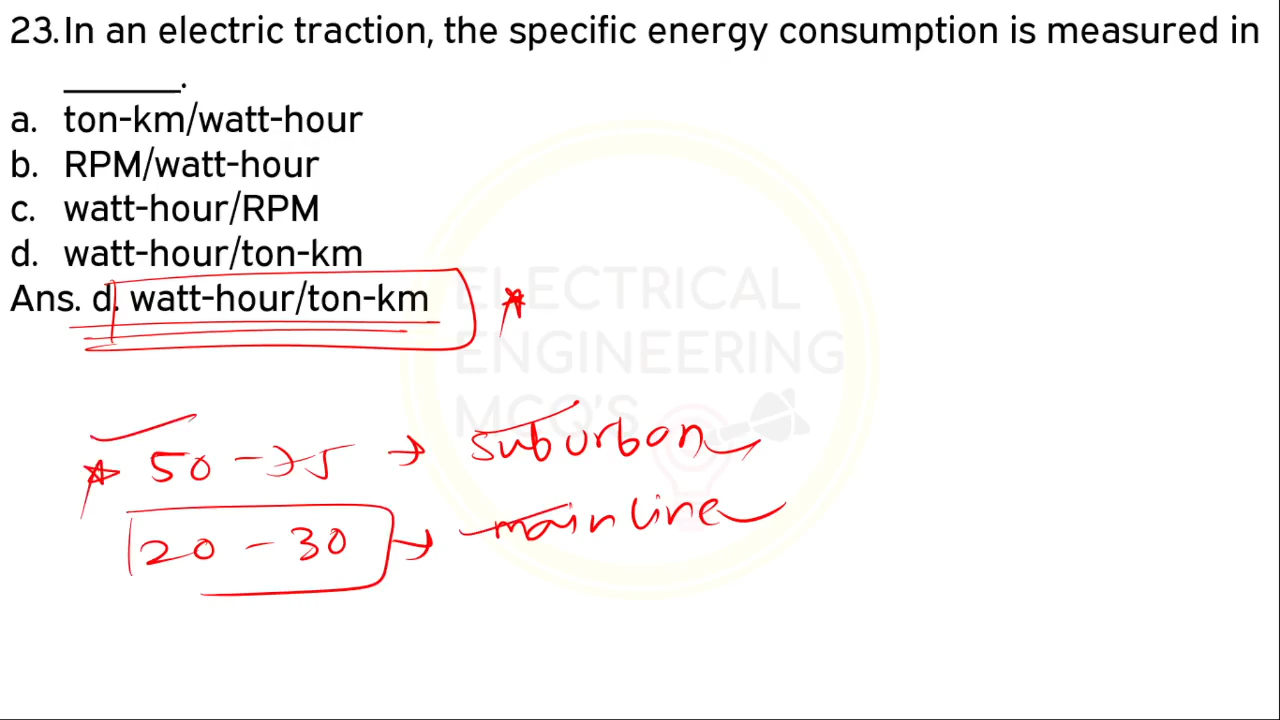 23. In an electric traction, the specific energy consumption is measured in
______.
a. ton-km/watt-hour
b. RPM/watt-hour
c. watt-hour/RPM
d. watt-hour/ton-km
Ans. d. watt-hour/ton-km
ELECTRICAL
ENGINEERING
MCQ'S
50 - 75 → suburban
20 - 30 → mainline